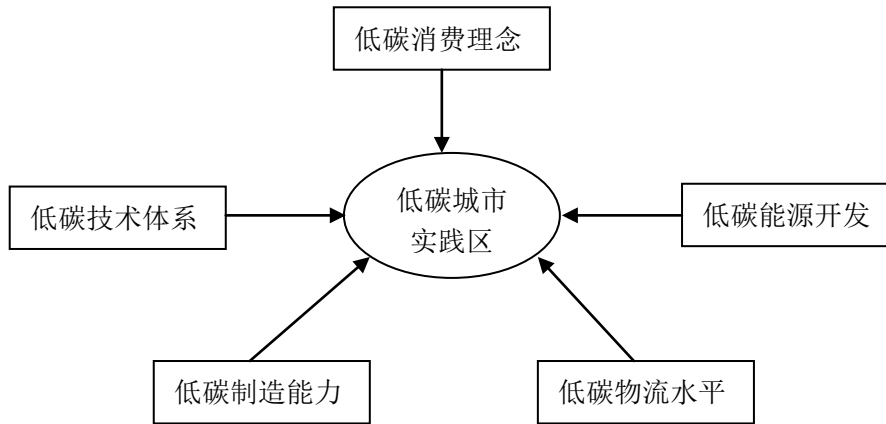 低碳消费理念
低碳技术体系
低碳城市
实践区
低碳能源开发
低碳制造能力
低碳物流水平